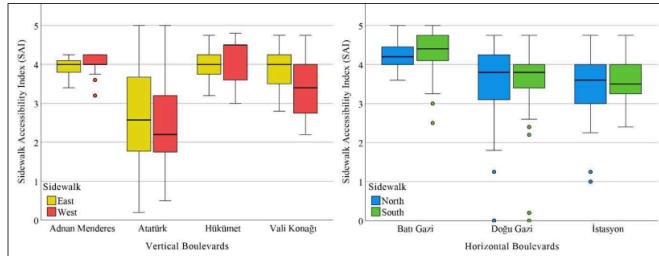 Sidewalk Accessibility Index (SAI)
5
4
3
2
1
0
Sidewalk
East
West
Adnan Menderes
Atatürk
Hükümet
Vali Konağı
Vertical Boulevards
Sidewalk Accessibility Index (SAI)
5
4
3
2
1
0
Sidewalk
North
South
Batı Gazi
Doğu Gazi
İstasyon
Horizontal Boulevards